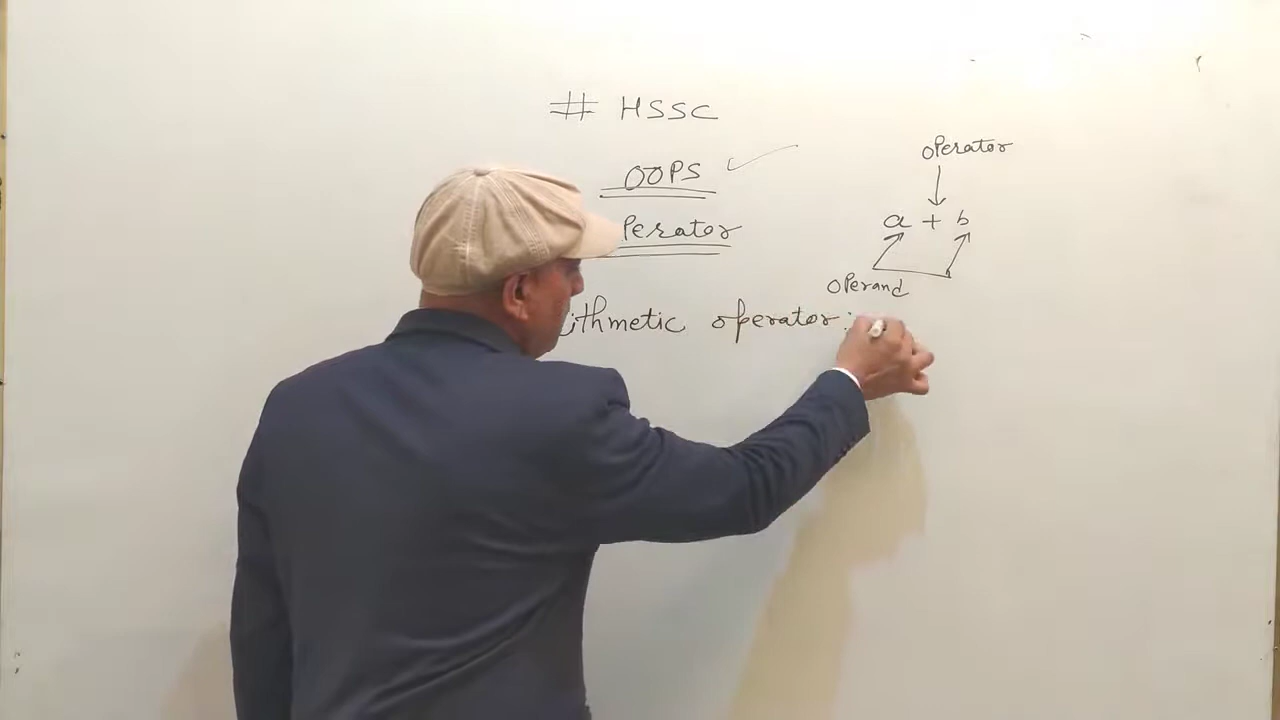 # HSSC
OOPS
perator
ithmetic operator:
operator
a + b
operand